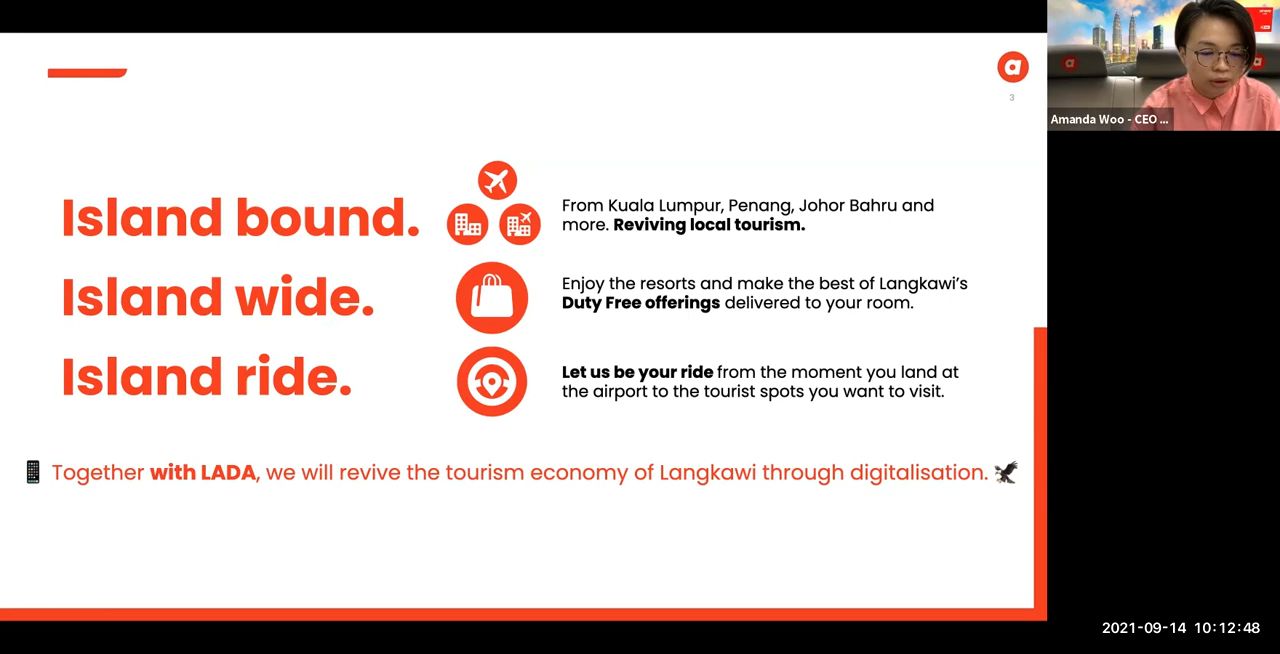 a
3
Island bound.
From Kuala Lumpur, Penang, Johor Bahru and
more. Reviving local tourism.
Island wide.
Enjoy the resorts and make the best of Langkawi’s
Duty Free offerings delivered to your room.
Island ride.
Let us be your ride from the moment you land at
the airport to the tourist spots you want to visit.
Together with LADA, we will revive the tourism economy of Langkawi through digitalisation.
a
a
Amanda Woo - CEO ...
2021-09-14 10:12:48